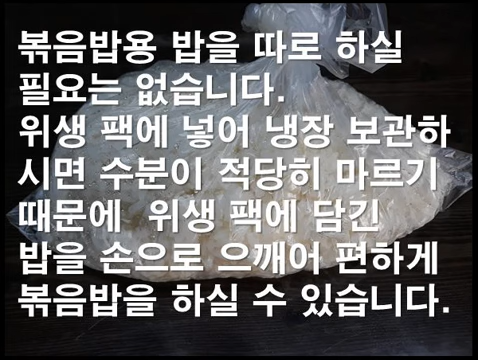 볶음밥용 밥을 따로 하실
필요는 없습니다.
위생 팩에 넣어 냉장 보관하
시면 수분이 적당히 마르기
때문에 위생 팩에 담긴
밥을 손으로 으깨어 편하게
볶음밥을 하실 수 있습니다.